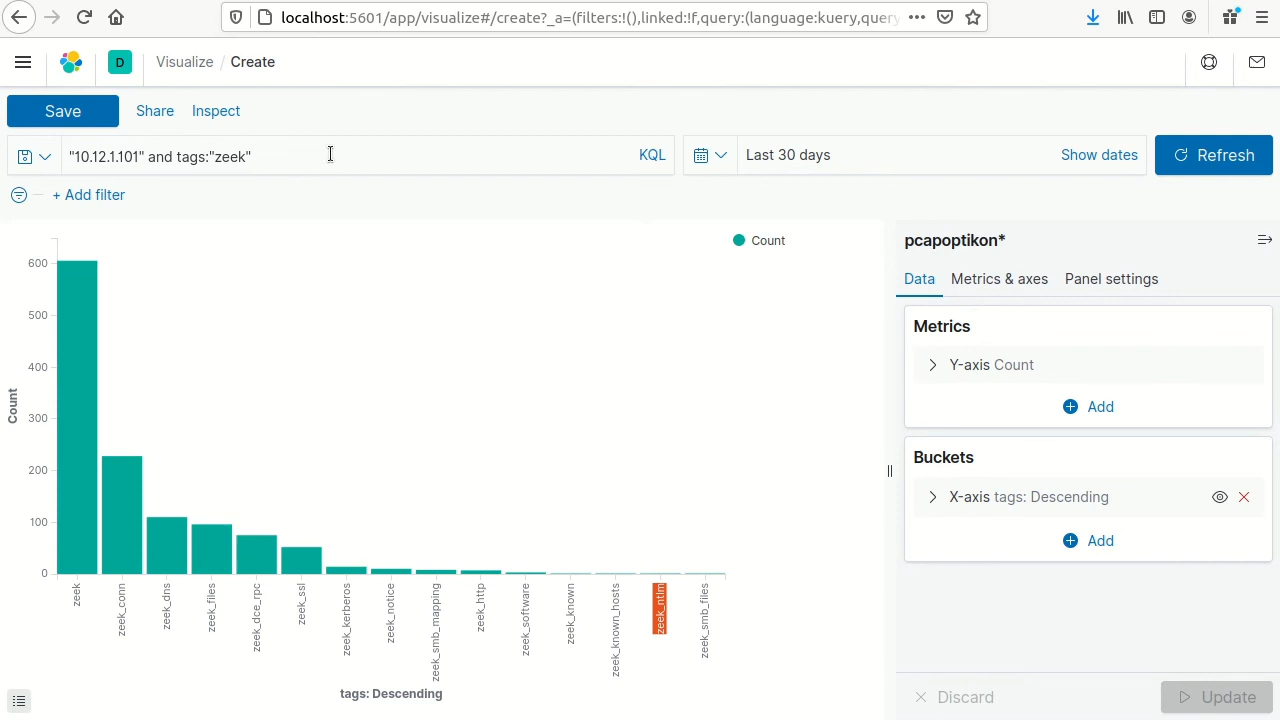 localhost:5601/app/visualize#/create?_a=(filters:!(),linked:!f,query:(language:kuery,query
D
Visualize / Create
Save
Share
Inspect
"10.12.1.101" and tags:"zeek"
KQL
Last 30 days
Show dates
Refresh
+ Add filter
Count
600
500
400
300
200
100
0
Count
zeek
zeek_conn
zeek_dns
zeek_files
zeek_dce_rpc
zeek_ssl
zeek_kerberos
zeek_notice
zeek_smb_mapping
zeek_http
zeek_software
zeek_known
zeek_known_hosts
zeek_ntlm
zeek_smb_files
tags: Descending
pcapoptikon*
Data
Metrics & axes
Panel settings
Metrics
Y-axis Count
Add
Buckets
X-axis tags: Descending
Add
Discard
Update